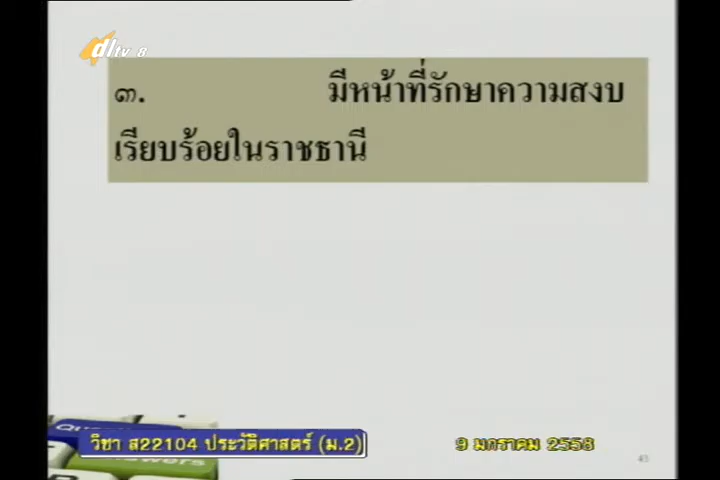 dltv 8
๓. มีหน้าที่รักษาความสงบ
เรียบร้อยในราชธานี
วิชา ส22104 ประวัติศาสตร์ (ม.2)
9 มกราคม 2558
43